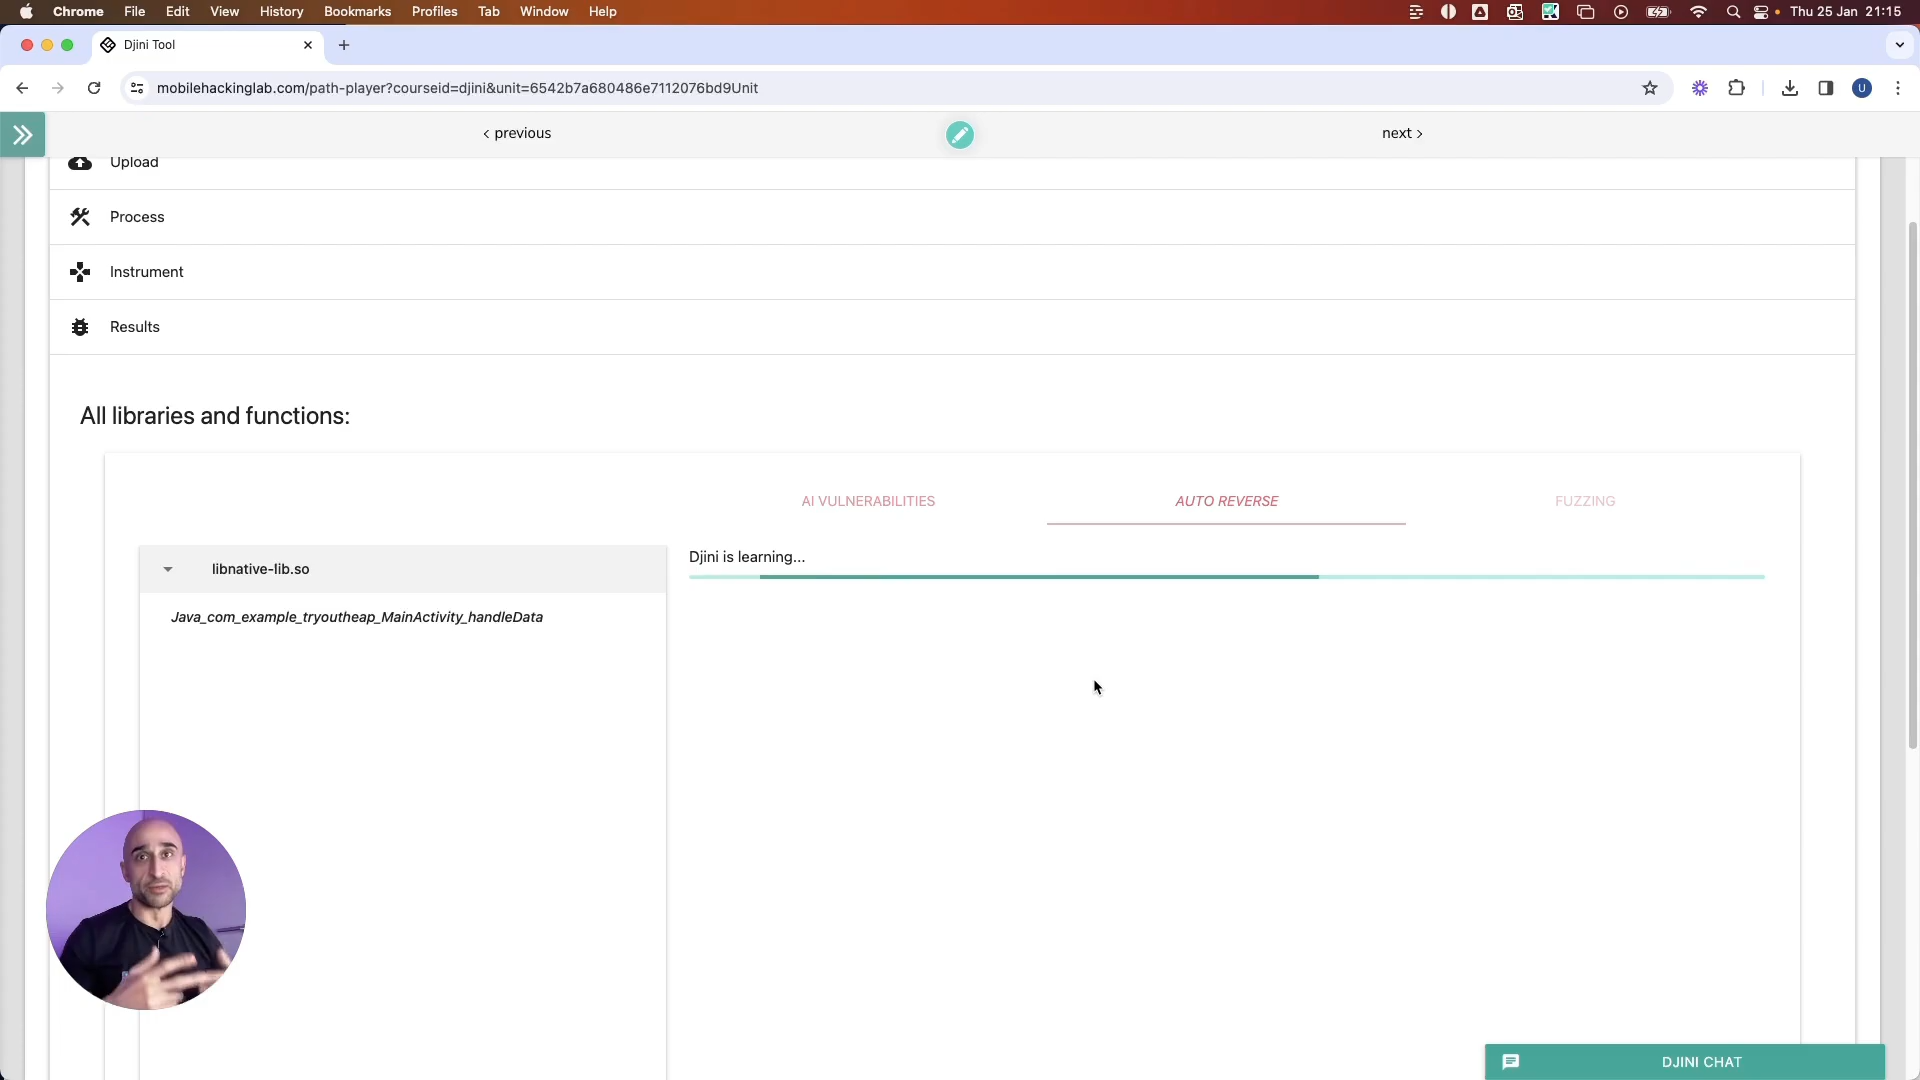 Chrome File Edit View History Bookmarks Profiles Tab Window Help Thu 25 Jan 21:15
Djini Tool
mobilehackinglab.com/path-player?courseid=djini&unit=6542b7a680486e7112076bd9Unit
U
< previous
next >
Upload
Process
Instrument
Results
All libraries and functions:
AI VULNERABILITIES AUTO REVERSE FUZZING
Djini is learning...
libnative-lib.so
Java_com_example_tryoutheap_MainActivity_handleData
DJINI CHAT